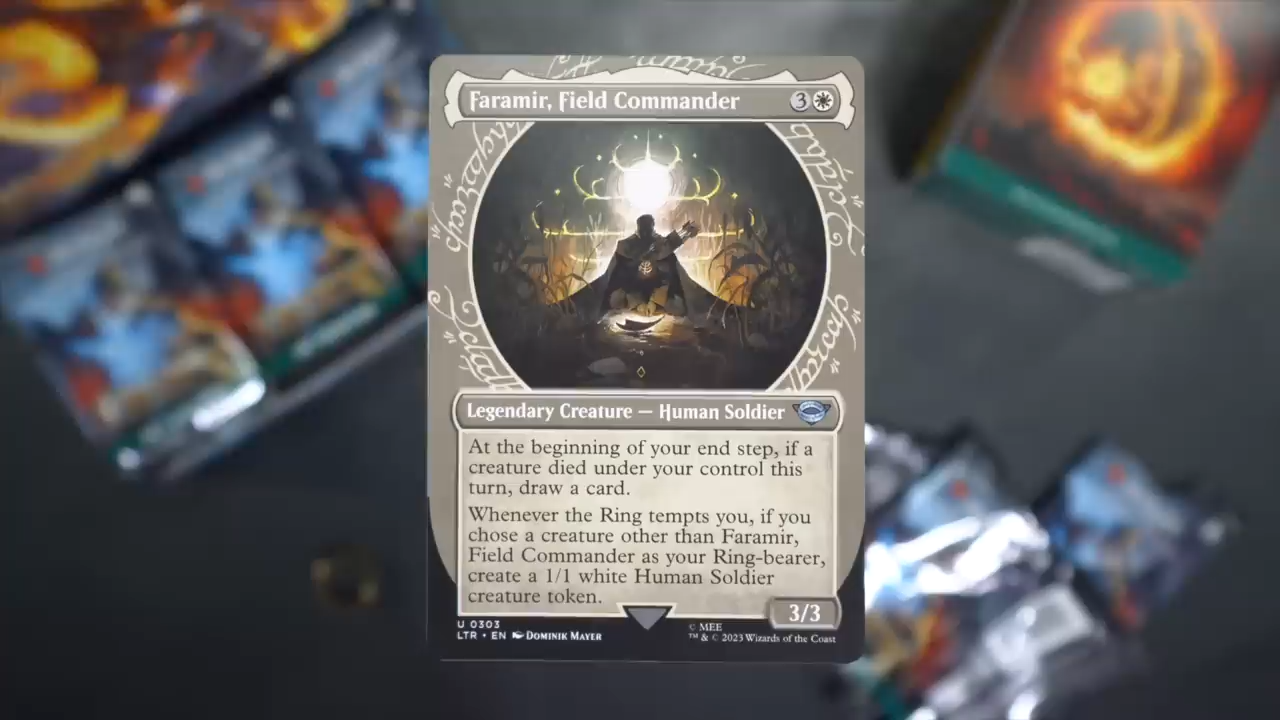 Faramir, Field Commander 3
Legendary Creature — Human Soldier
At the beginning of your end step, if a
creature died under your control this
turn, draw a card.
Whenever the Ring tempts you, if you
chose a creature other than Faramir,
Field Commander as your Ring-bearer,
create a 1/1 white Human Soldier
creature token.
3/3
U 0303
LTR • EN Dominik Mayer
© MEE
™ & © 2023 Wizards of the Coast